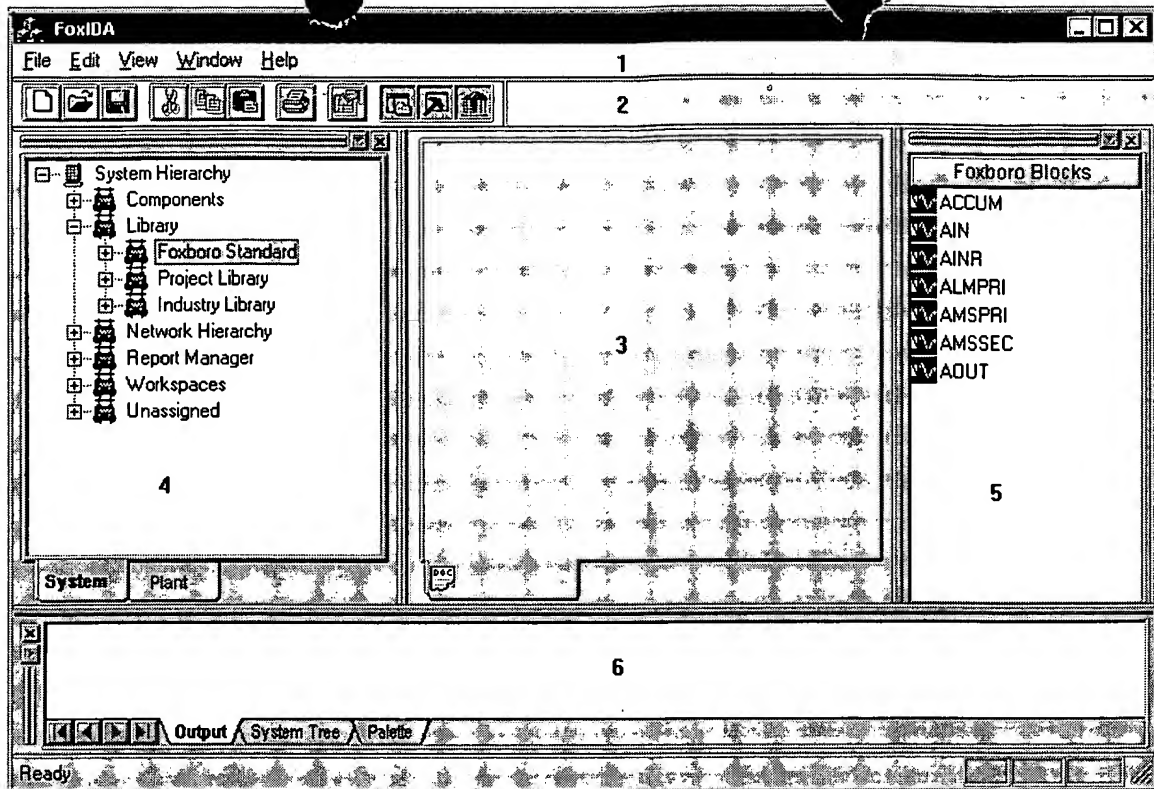 FoxIDA
File Edit View Window Help 1
2
System Hierarchy
Components
Library
Foxboro Standard
Project Library
Industry Library
Network Hierarchy
Report Manager
Workspaces
Unassigned
4
System Plant
3
DOC
Foxboro Blocks
ACCUM
AIN
AINR
ALMPRI
AMSPRI
AMSSEC
AOUT
5
6
Output System Tree Palette
Ready